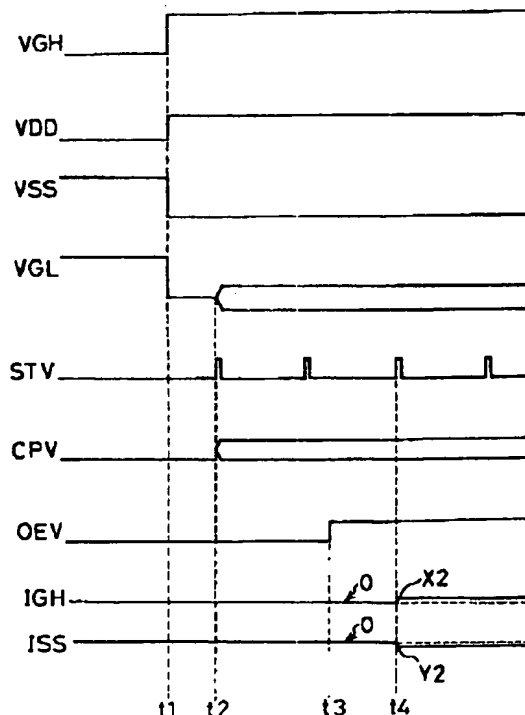 VGH
VDD
VSS
VGL
STV
CPV
OEV
IGH 0 X2
ISS 0 Y2
t1 t2 t3 t4